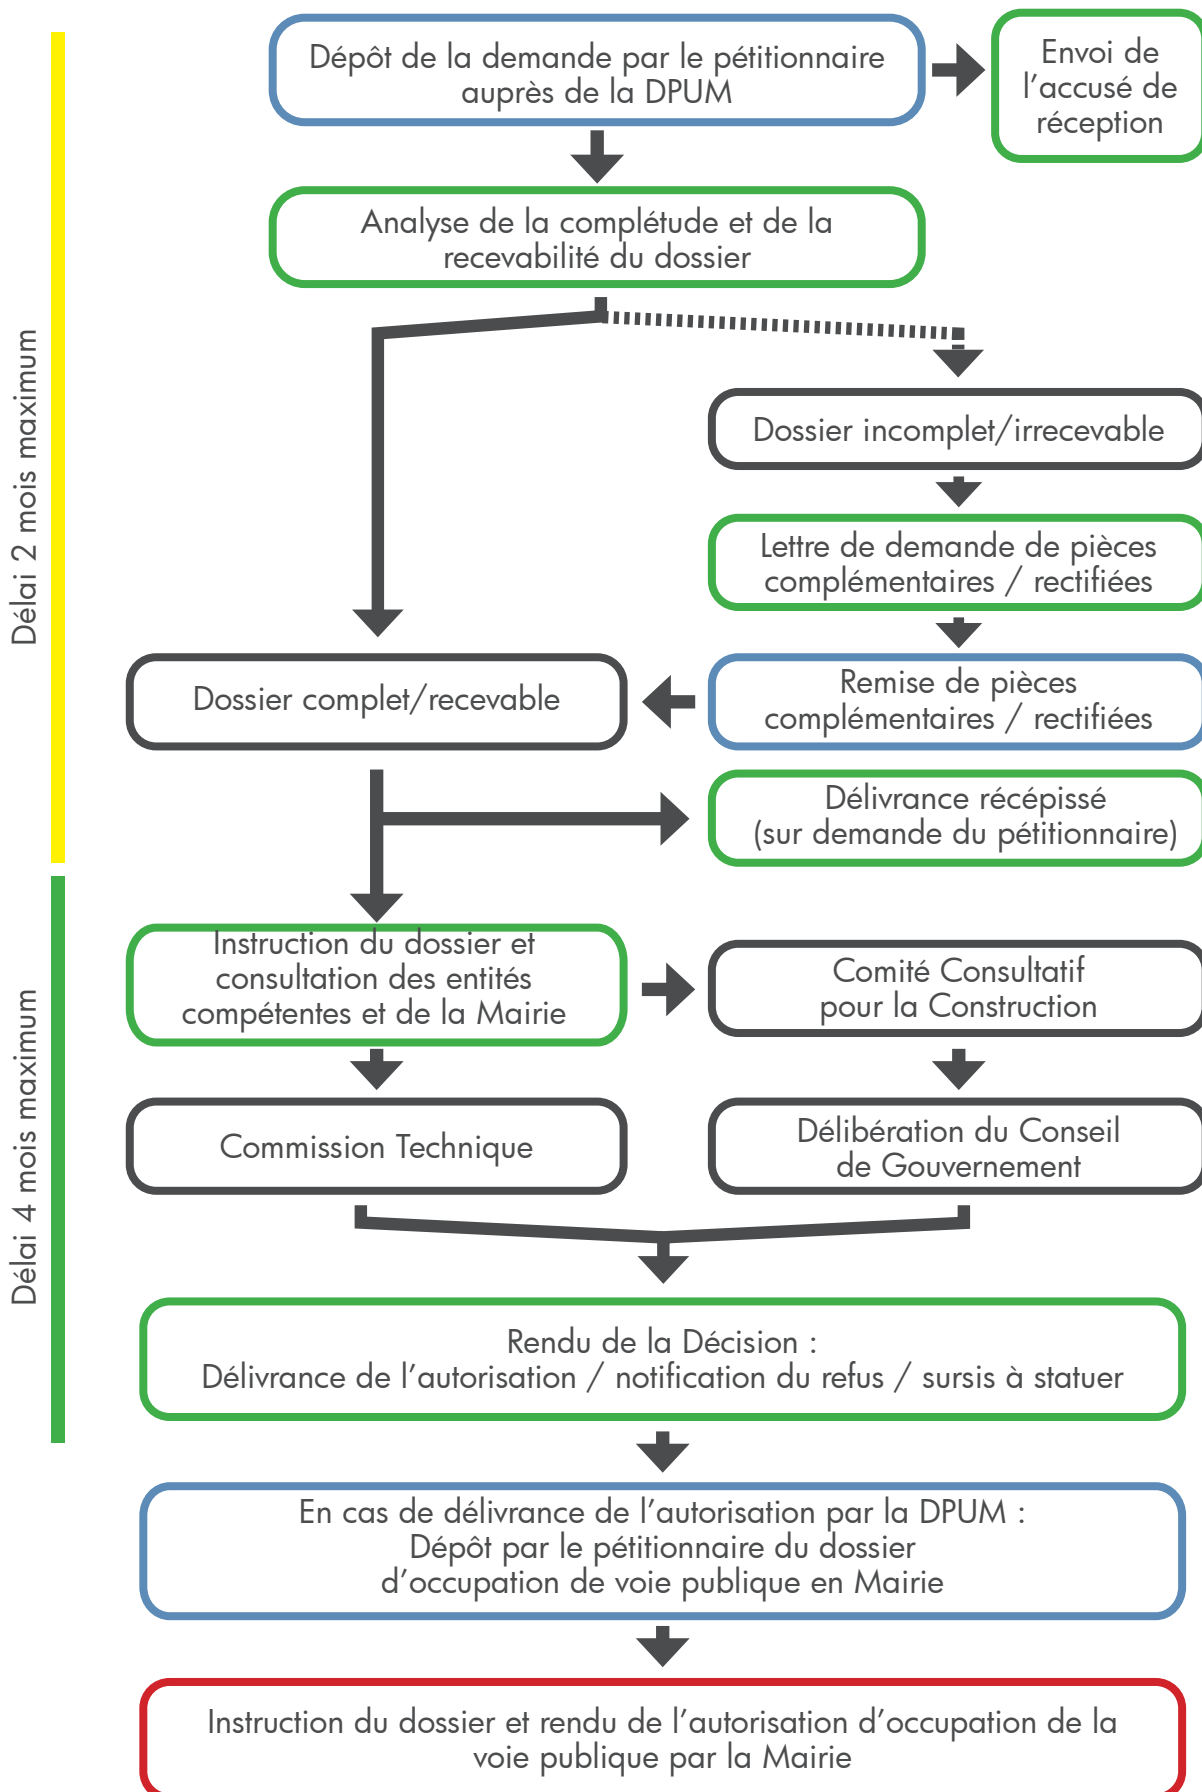 Dépôt de la demande par le pétitionnaire
auprès de la DPUM
Envoi de
l’accusé de
réception
Analyse de la complétude et de la
recevabilité du dossier
Délai 2 mois maximum
Dossier incomplet/irrecevable
Lettre de demande de pièces
complémentaires / rectifiées
Dossier complet/recevable
Remise de pièces
complémentaires / rectifiées
Délivrance récépissé
(sur demande du pétitionnaire)
Délai 4 mois maximum
Instruction du dossier et
consultation des entités
compétentes et de la Mairie
Comité Consultatif
pour la Construction
Commission Technique
Délibération du Conseil
de Gouvernement
Rendu de la Décision :
Délivrance de l’autorisation / notification du refus / sursis à statuer
En cas de délivrance de l’autorisation par la DPUM :
Dépôt par le pétitionnaire du dossier
d’occupation de voie publique en Mairie
Instruction du dossier et rendu de l’autorisation d’occupation de la
voie publique par la Mairie